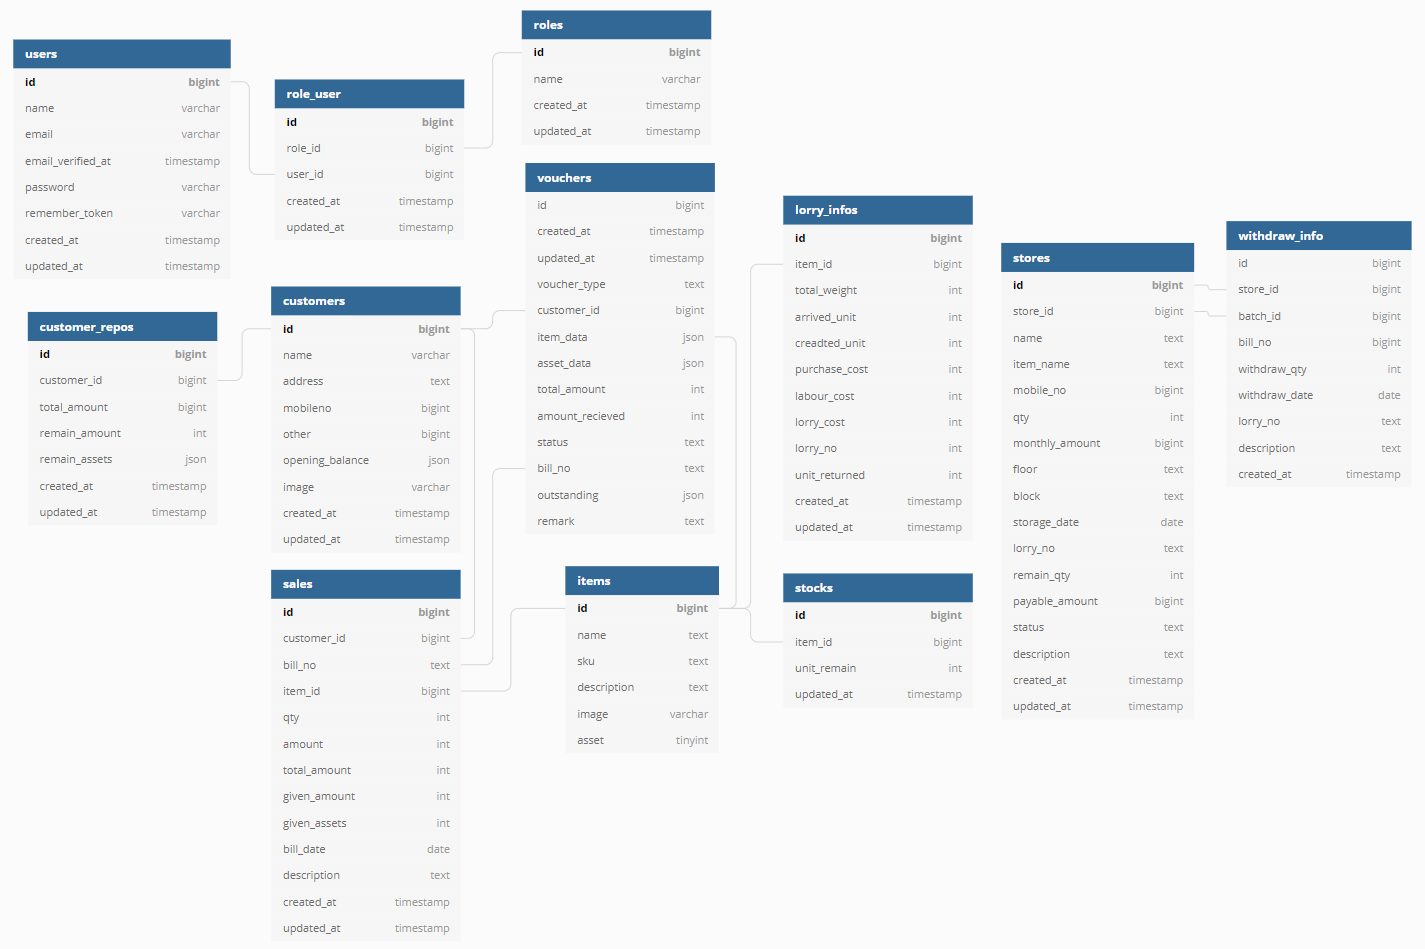 users
id bigint
name varchar
email varchar
email_verified_at timestamp
password varchar
remember_token varchar
created_at timestamp
updated_at timestamp
role_user
id bigint
role_id bigint
user_id bigint
created_at timestamp
updated_at timestamp
roles
id bigint
name varchar
created_at timestamp
updated_at timestamp
customer_repos
id bigint
customer_id bigint
total_amount bigint
remain_amount int
remain_assets json
created_at timestamp
updated_at timestamp
customers
id bigint
name varchar
address text
mobileno bigint
other bigint
opening_balance json
image varchar
created_at timestamp
updated_at timestamp
vouchers
id bigint
created_at timestamp
updated_at timestamp
voucher_type text
customer_id bigint
item_data json
asset_data json
total_amount int
amount_recieved int
status text
bill_no text
outstanding json
remark text
sales
id bigint
customer_id bigint
bill_no text
item_id bigint
qty int
amount int
total_amount int
given_amount int
given_assets int
bill_date date
description text
created_at timestamp
updated_at timestamp
items
id bigint
name text
sku text
description text
image varchar
asset tinyint
lorry_infos
id bigint
item_id bigint
total_weight int
arrived_unit int
creadted_unit int
purchase_cost int
labour_cost int
lorry_cost int
lorry_no int
unit_returned int
created_at timestamp
updated_at timestamp
stocks
id bigint
item_id bigint
unit_remain int
updated_at timestamp
stores
id bigint
store_id bigint
name text
item_name text
mobile_no bigint
qty int
monthly_amount bigint
floor text
block text
storage_date date
lorry_no text
remain_qty int
payable_amount bigint
status text
description text
created_at timestamp
updated_at timestamp
withdraw_info
id bigint
store_id bigint
batch_id bigint
bill_no bigint
withdraw_qty int
withdraw_date date
lorry_no text
description text
created_at timestamp